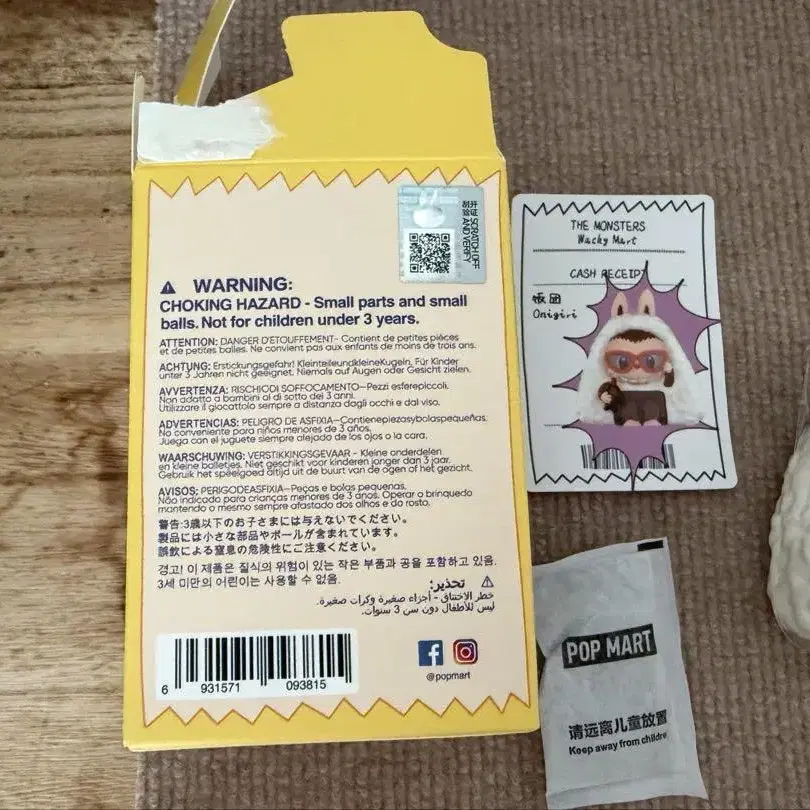 开启 刮验
SCRATCH OFF
AND VERIFY
WARNING:
CHOKING HAZARD - Small parts and small
balls. Not for children under 3 years.
ATTENTION: DANGER D'ETOUFFEMENT- Contient de petites pièces
et de petites balles. Ne convient pas aux enfants de moins de trois ans.
ACHTUNG: Erstickungsgefahr! KleinteileundkleineKugeln. Für Kinder
unter 3 Jahren nicht geeignet. Niemals auf Augen oder Gesicht zielen.
AVVERTENZA: RISCHIODI SOFFOCAMENTO—Pezzi esferepiccoli.
Non adatto a bambini al di sotto dei 3 anni.
Utilizzare il giocattolo sempre a distanza dagli occhi e dal viso.
ADVERTENCIAS: PELIGRO DE ASFIXIA—Contienepiezasybolaspequeñas.
No conveniente para niños menores de 3 años.
Juega con el juguete siempre alejado de los ojos o la cara.
WAARSCHUWING: VERSTIKKINGSGEVAAR - Kleine onderdelen
en kleine balletjes. Niet geschikt voor kinderen jonger dan 3 jaar.
Gebruik het speelgoed altijd uit de buurt van de ogen of het gezicht.
AVISOS: PERIGODEASFIXIA—Peças e bolas pequenas.
Não indicado para crianças menores de 3 anos. Operar o brinquedo
mantendo o mesmo sempre afastado dos olhos e do rosto.
警告:3歳以下のお子さまには与えないでください。
製品には小さな部品やボールが含まれています。
誤飲による窒息の危険性にご注意ください。
경고! 이 제품은 질식의 위험이 있는 작은 부품과 공을 포함하고 있음.
3세 미만의 어린이는 사용할 수 없음.
تحذير:
خطر الاختناق - أجزاء صغيرة وكرات صغيرة.
ليس للأطفال دون سن 3 سنوات.
6 931571 093815
@popmart
THE MONSTERS
Wacky Mart
CASH RECEIPT
饭团
Onigiri
POP MART
请远离儿童放置
Keep away from childre